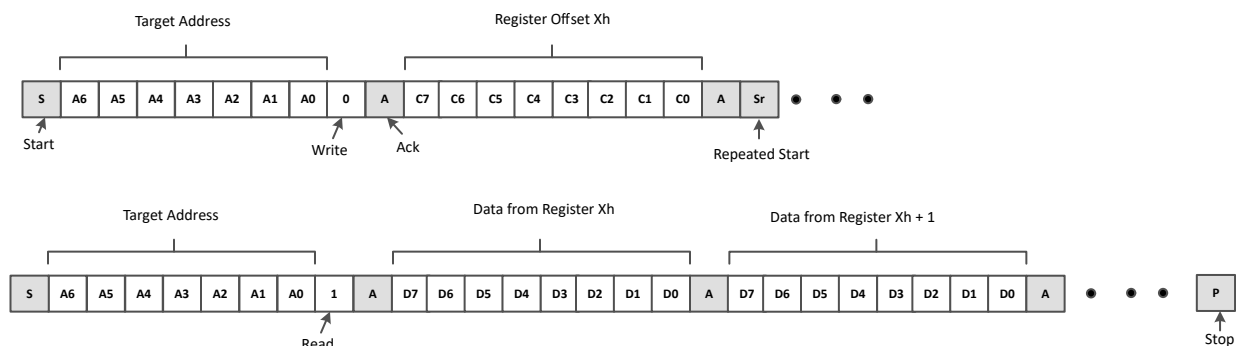 Target Address
Register Offset Xh
S A6 A5 A4 A3 A2 A1 A0 0 A C7 C6 C5 C4 C3 C2 C1 C0 A Sr
Start
Write
Ack
Repeated Start
Target Address
Data from Register Xh
Data from Register Xh + 1
S A6 A5 A4 A3 A2 A1 A0 1 A D7 D6 D5 D4 D3 D2 D1 D0 A D7 D6 D5 D4 D3 D2 D1 D0 A P
Read
Stop